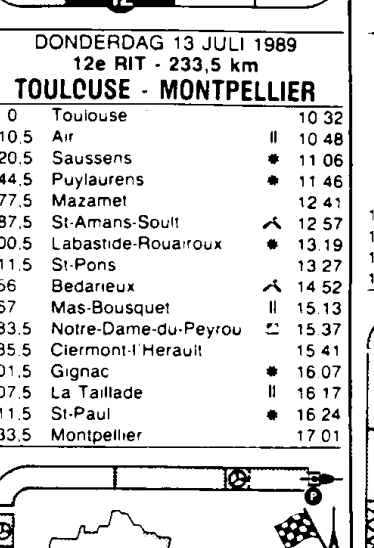 12
DONDERDAG 13 JULI 1989
12e RIT - 233,5 km
TOULOUSE - MONTPELLIER
0 Toulouse 10 32
10.5 Air 10 48
20.5 Saussens 11 06
44.5 Puylaurens 11 46
77.5 Mazamet 12 41
87.5 St-Amans-Soult 12 57
00.5 Labastide-Rouairoux 13.19
11.5 St-Pons 13 27
56 Bedarieux 14 52
67 Mas-Bousquet 15.13
83.5 Notre-Dame-du-Peyrou 15.37
85.5 Clermont-l'Herault 15 41
01.5 Gignac 16.07
07.5 La Taillade 16 17
11.5 St-Paul 16 24
33.5 Montpellier 17 01
P